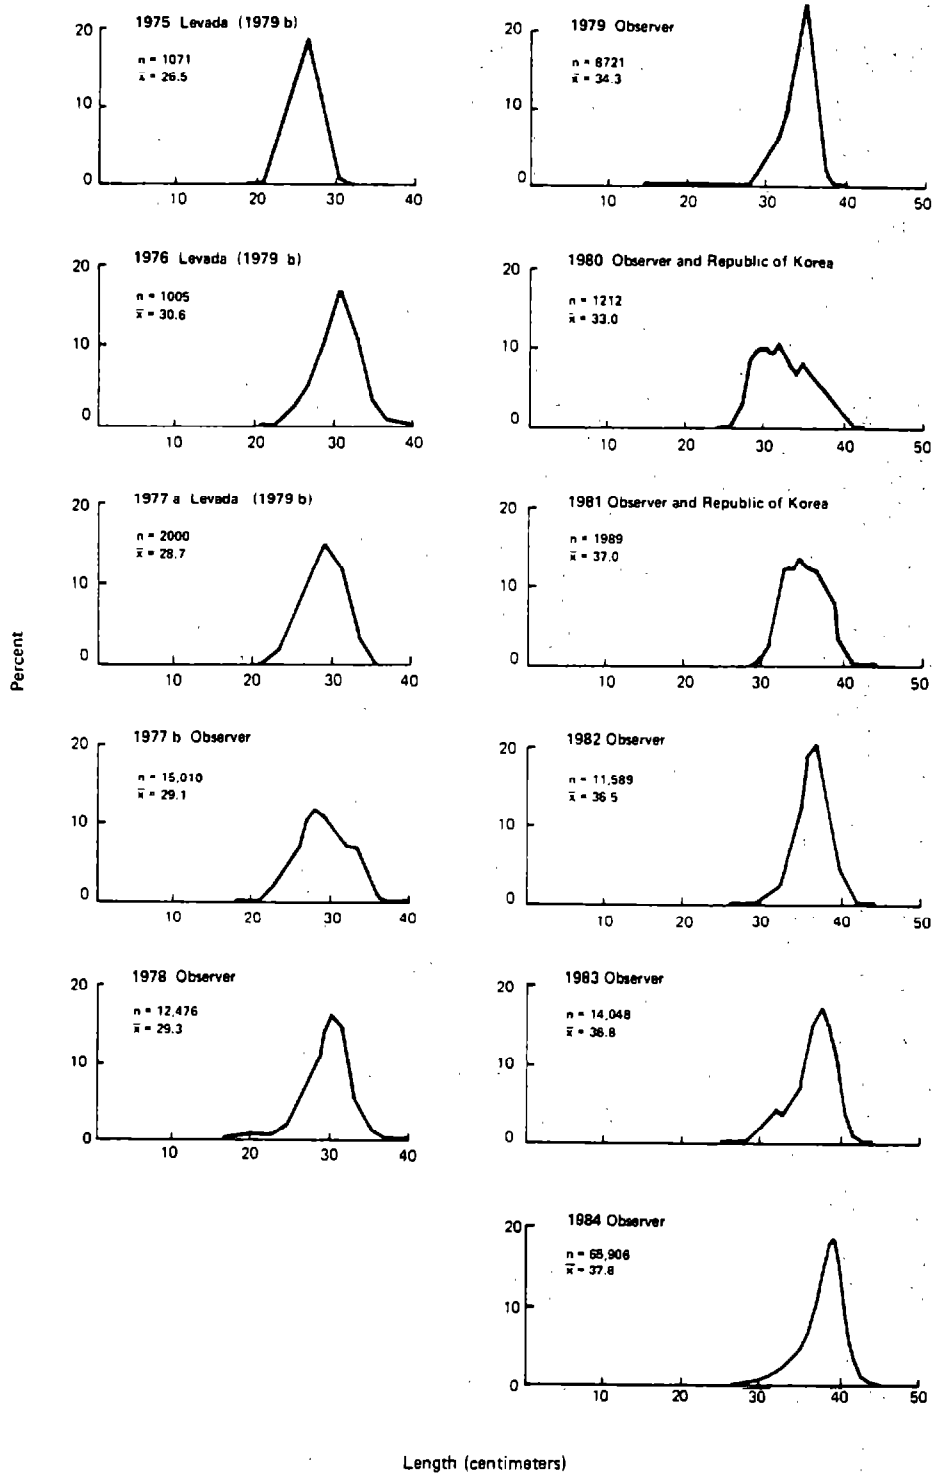 1975 Levada (1979 b)
n = 1071
x̄ = 26.5
20
10
0
10 20 30 40
1976 Levada (1979 b)
n = 1005
x̄ = 30.6
20
10
0
10 20 30 40
1977 a Levada (1979 b)
n = 2000
x̄ = 28.7
20
10
0
10 20 30 40
Percent
1977 b Observer
n = 15,010
x̄ = 29.1
20
10
0
10 20 30 40
1978 Observer
n = 12,476
x̄ = 29.3
20
10
0
10 20 30 40
1979 Observer
n = 8721
x̄ = 34.3
20
10
0
10 20 30 40 50
1980 Observer and Republic of Korea
n = 1212
x̄ = 33.0
20
10
0
10 20 30 40 50
1981 Observer and Republic of Korea
n = 1989
x̄ = 37.0
20
10
0
10 20 30 40 50
1982 Observer
n = 11,589
x̄ = 36.5
20
10
0
10 20 30 40 50
1983 Observer
n = 14,048
x̄ = 36.8
20
10
0
10 20 30 40 50
1984 Observer
n = 65,906
x̄ = 37.8
20
10
0
10 20 30 40 50
Length (centimeters)